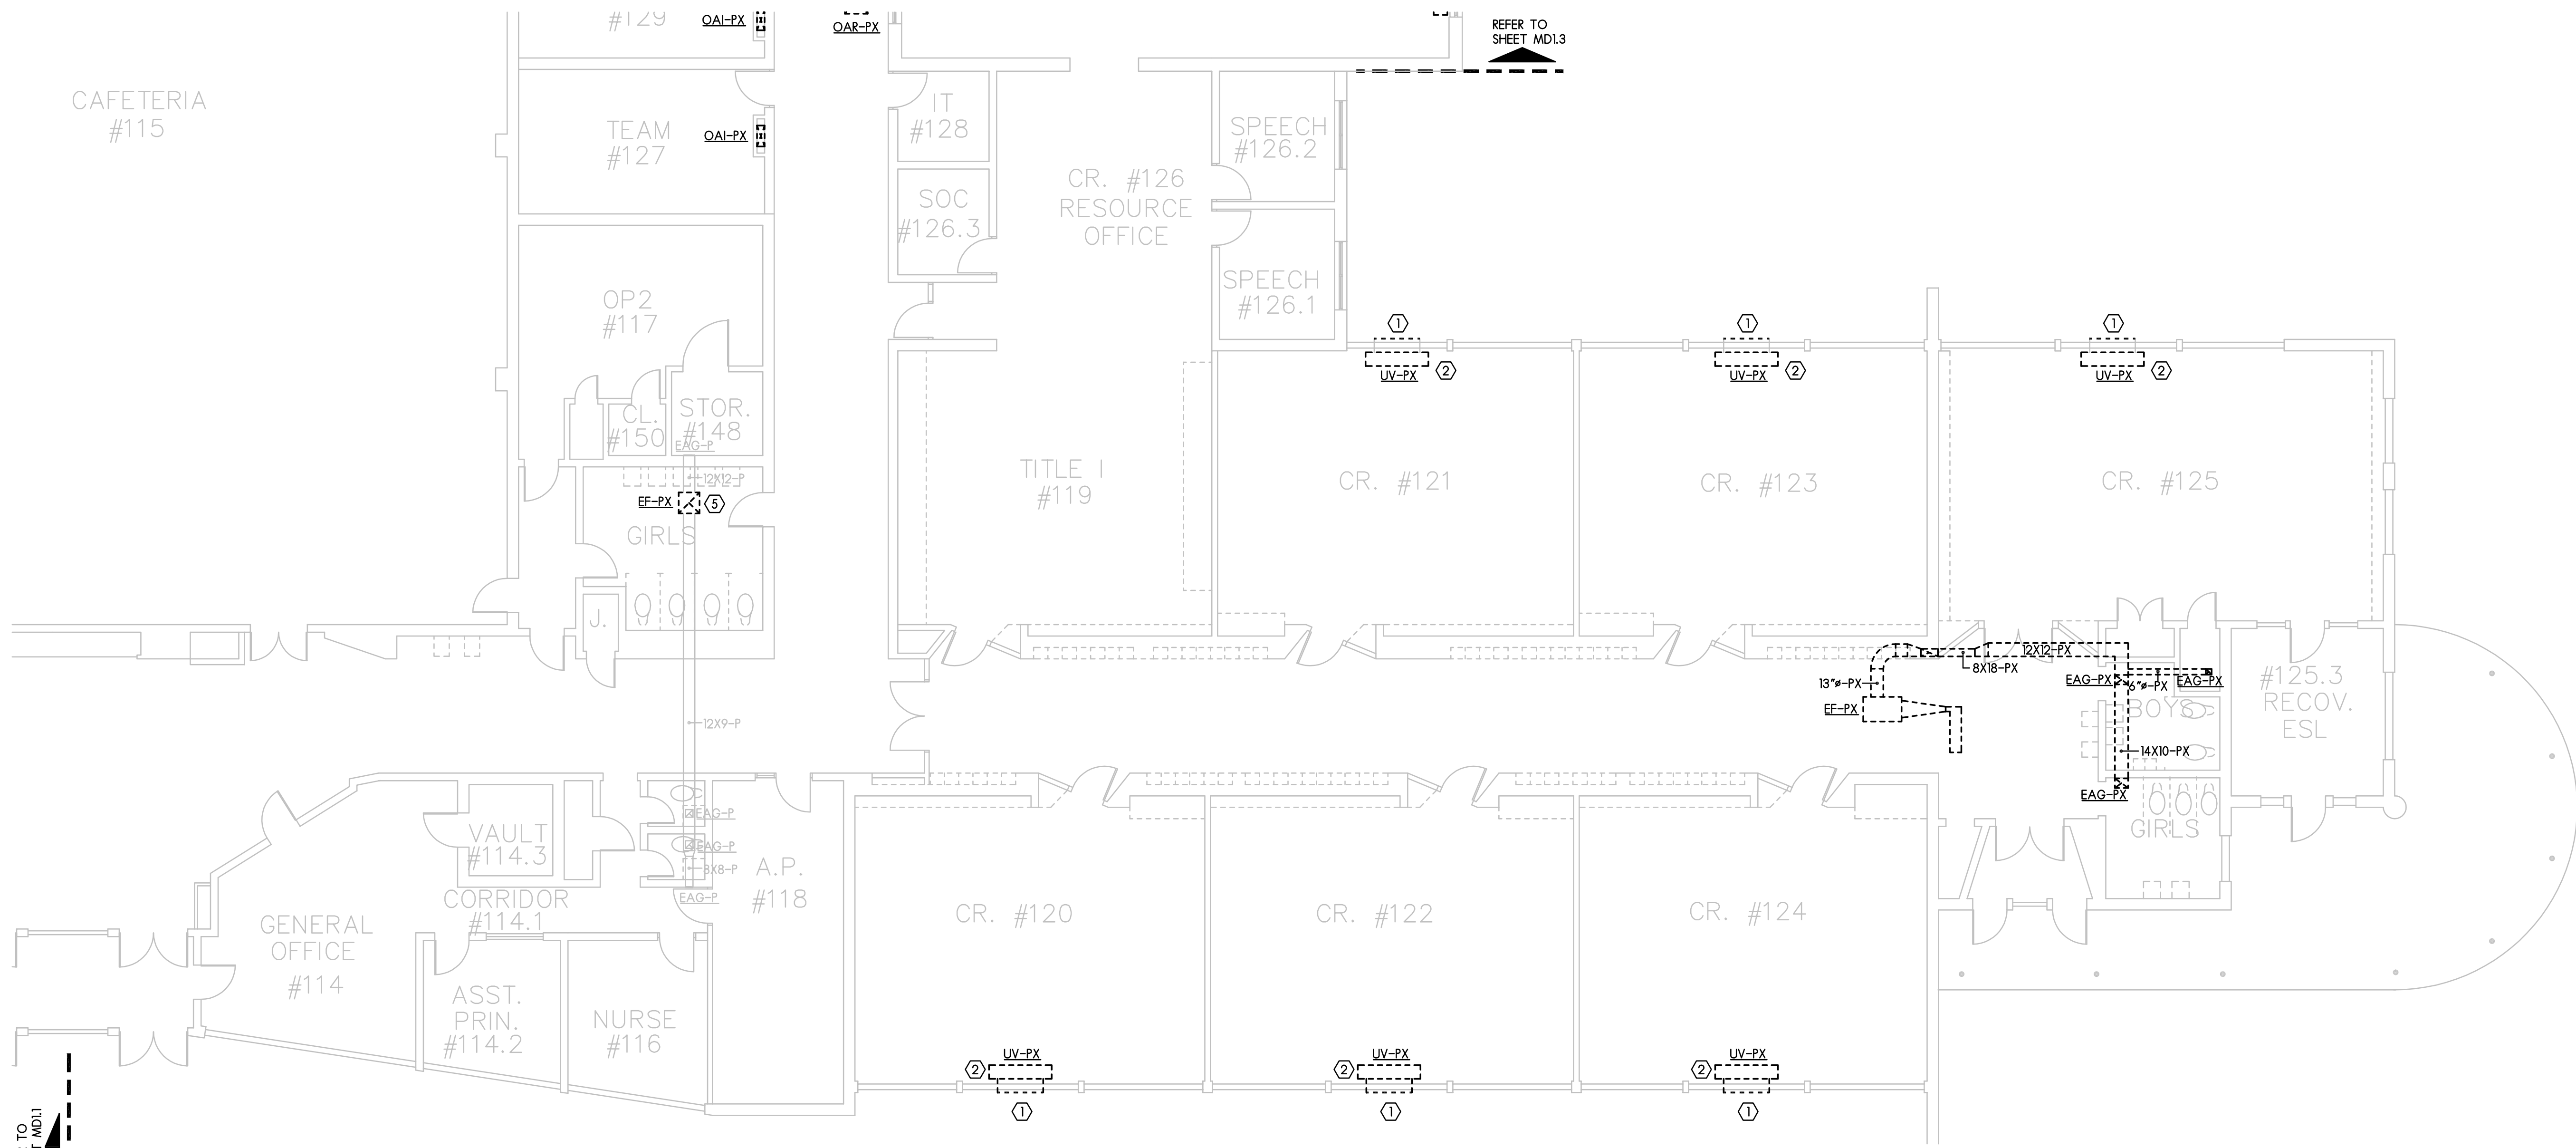 #129
OAI-PX
OAR-PX
REFER TO
SHEET MD1.3
CAFETERIA
#115
TEAM
#127
OAI-PX
IT
#128
SOC
#126.3
CR. #126
RESOURCE
OFFICE
SPEECH
#126.2
SPEECH
#126.1
OP2
#117
CL.
#150
STOR.
#148
EAG-P
12X12-P
EF-PX
5
GIRLS
J.
12X9-P
TITLE I
#119
1
UV-PX
2
CR. #121
1
UV-PX
2
CR. #123
1
UV-PX
2
CR. #125
12X12-PX
8X18-PX
13"ø-PX
EF-PX
EAG-PX
6"ø-PX
EAG-PX
BOYS
14X10-PX
EAG-PX
GIRLS
#125.3
RECOV.
ESL
VAULT
#114.3
EAG-P
EAG-P
8X8-P
EAG-P
A.P.
#118
CORRIDOR
#114.1
GENERAL
OFFICE
#114
ASST.
PRIN.
#114.2
NURSE
#116
CR. #120
UV-PX
2
1
CR. #122
UV-PX
2
1
CR. #124
UV-PX
2
1
TO
T MD1.1